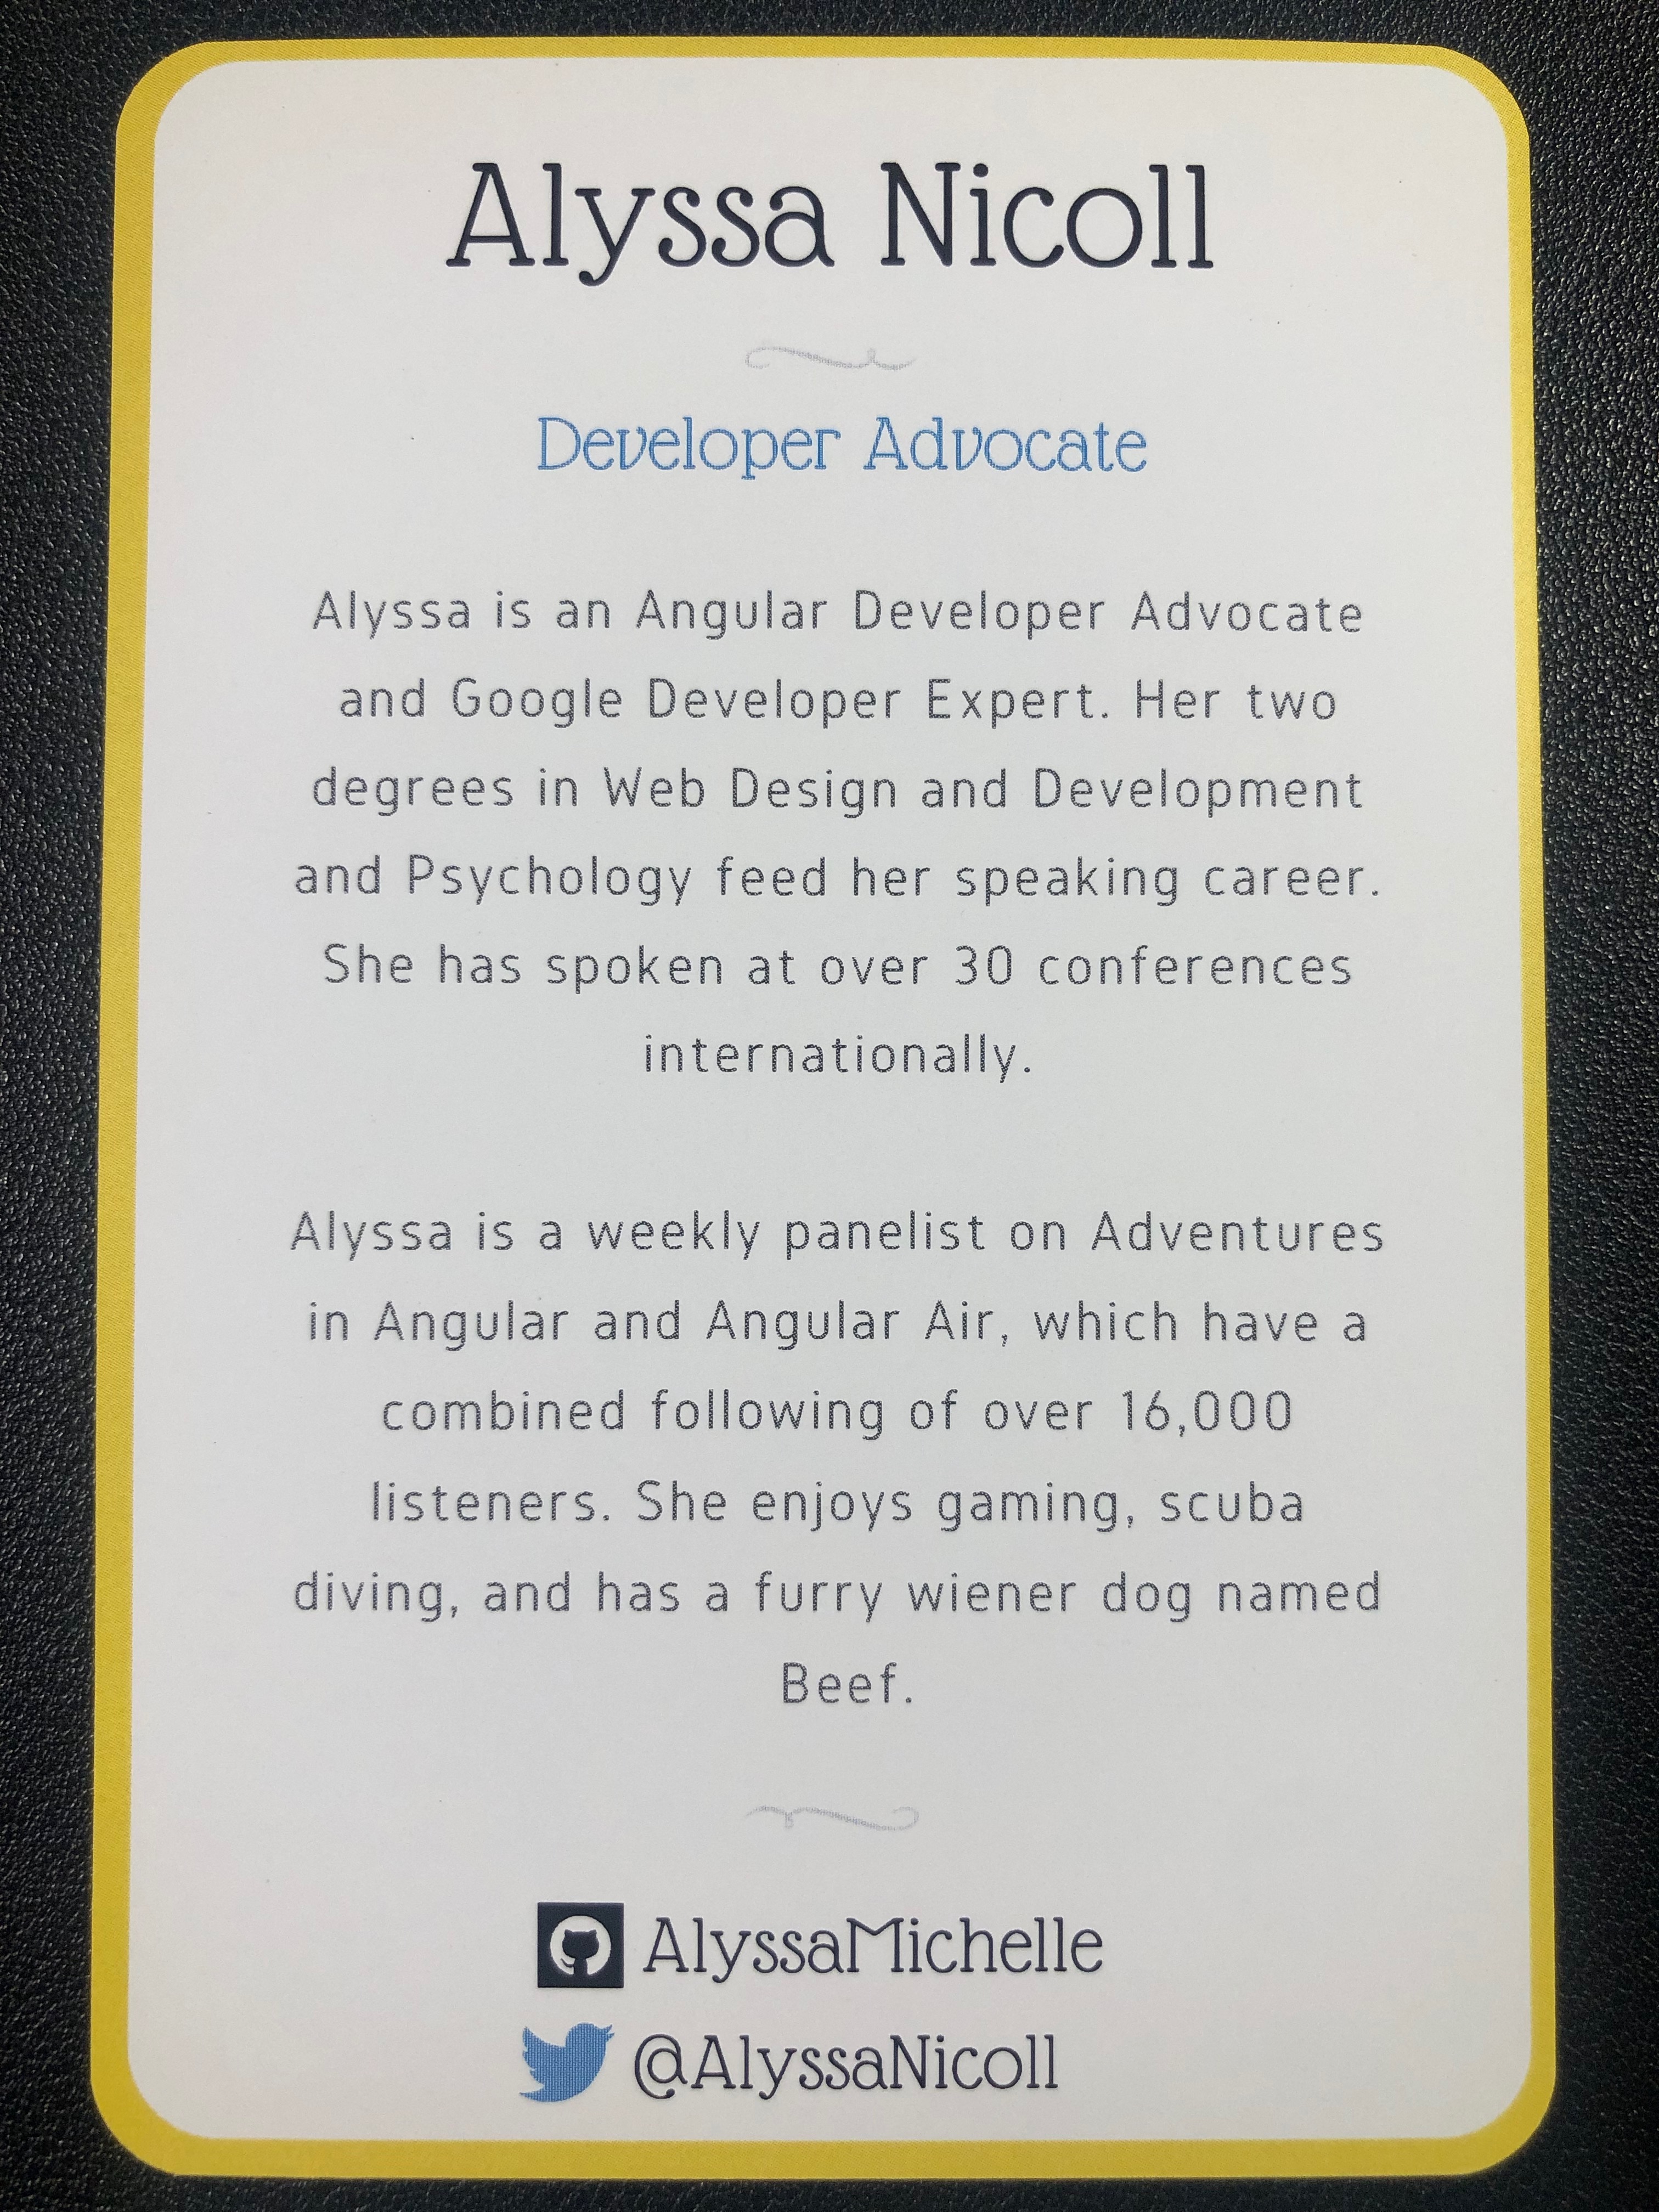 Alyssa Nicoll
Developer Advocate
Alyssa is an Angular Developer Advocate
and Google Developer Expert. Her two
degrees in Web Design and Development
and Psychology feed her speaking career.
She has spoken at over 30 conferences
internationally.
Alyssa is a weekly panelist on Adventures
in Angular and Angular Air, which have a
combined following of over 16,000
listeners. She enjoys gaming, scuba
diving, and has a furry wiener dog named
Beef.
AlyssaMichelle
@AlyssaNicoll